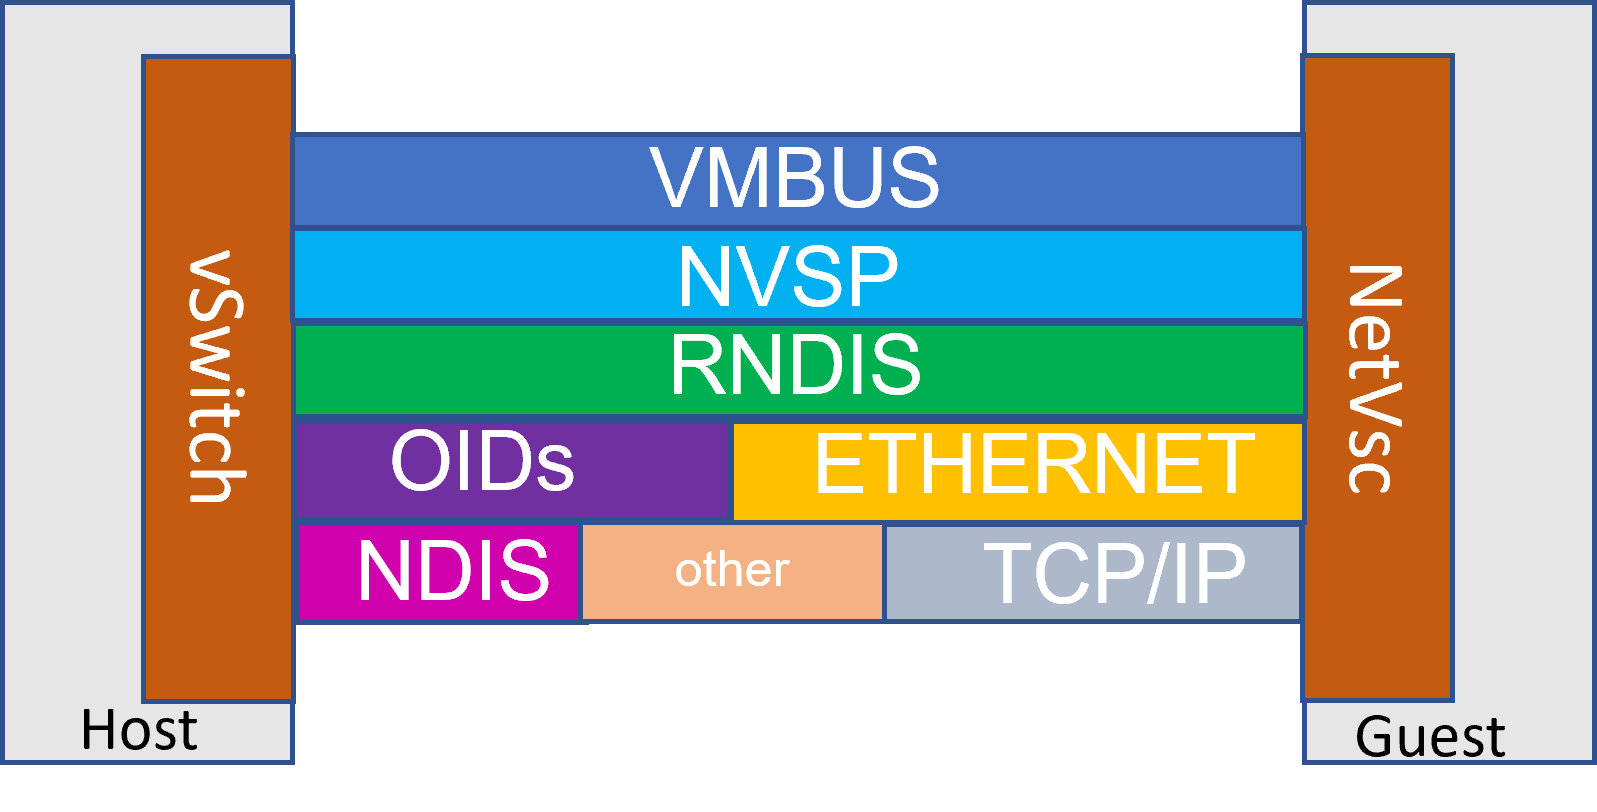 vSwitch
VMBUS
NVSP
RNDIS
OIDs
ETHERNET
NDIS
other
TCP/IP
NetVsc
Host
Guest